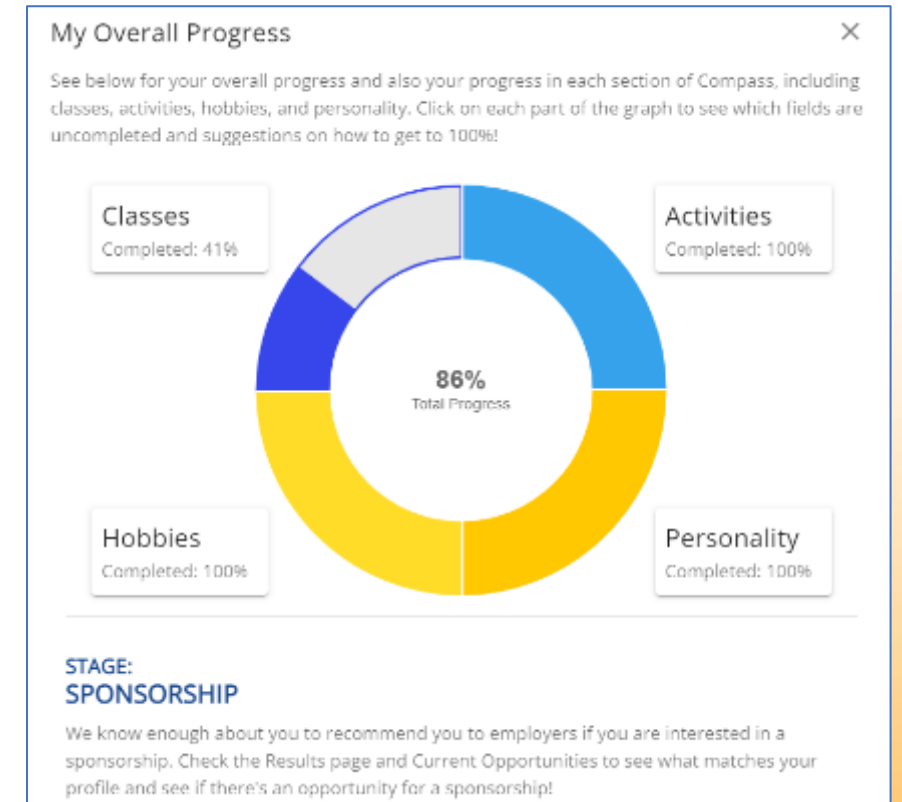 My Overall Progress
See below for your overall progress and also your progress in each section of Compass, including
classes, activities, hobbies, and personality. Click on each part of the graph to see which fields are
uncompleted and suggestions on how to get to 100%!
Classes
Completed: 41%
Activities
Completed: 100%
86%
Total Progress
Hobbies
Completed: 100%
Personality
Completed: 100%
STAGE:
SPONSORSHIP
We know enough about you to recommend you to employers if you are interested in a
sponsorship. Check the Results page and Current Opportunities to see what matches your
profile and see if there's an opportunity for a sponsorship!